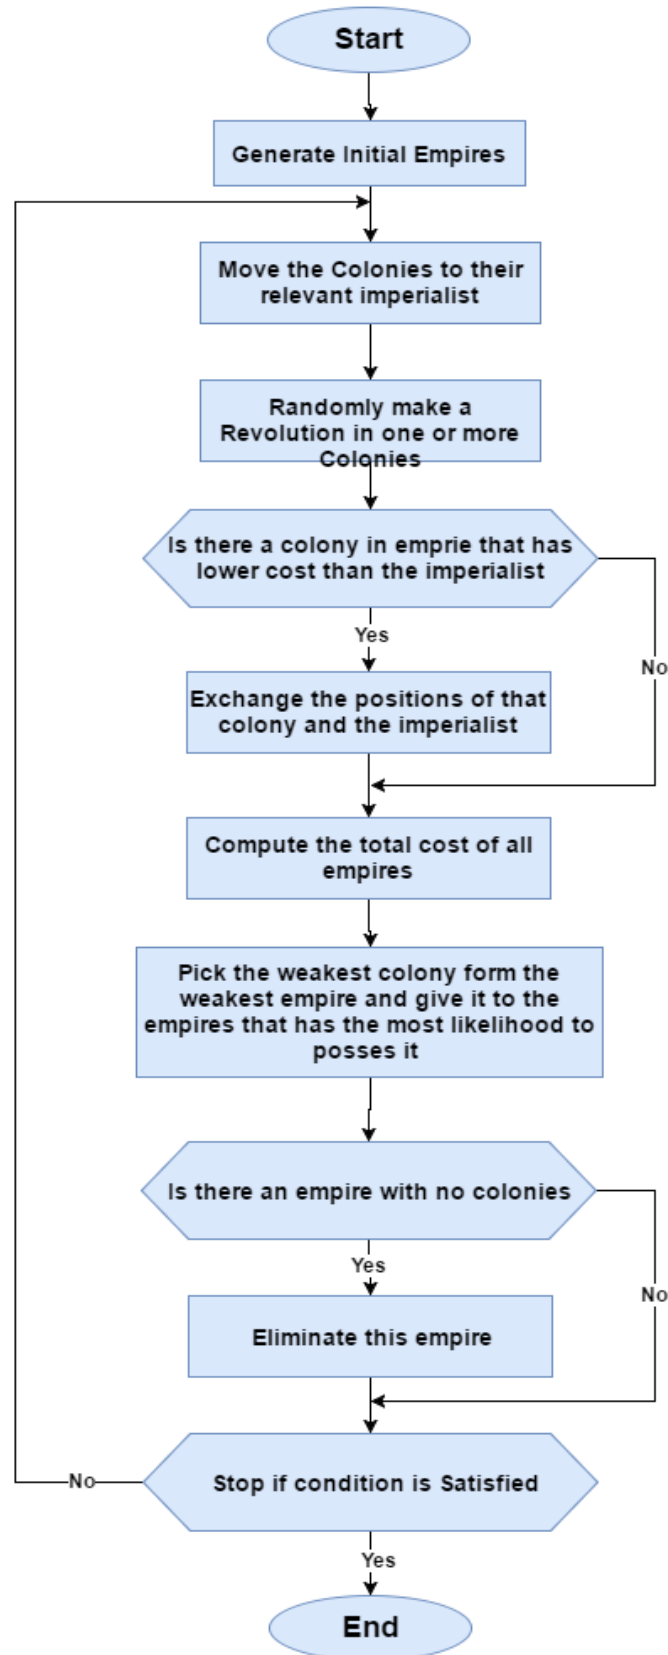 Start
Generate Initial Empires
Move the Colonies to their
relevant imperialist
Randomly make a
Revolution in one or more
Colonies
Is there a colony in emprie that has
lower cost than the imperialist
Yes
No
Exchange the positions of that
colony and the imperialist
Compute the total cost of all
empires
Pick the weakest colony form the
weakest empire and give it to the
empires that has the most likelihood to
posses it
Is there an empire with no colonies
Yes
No
Eliminate this empire
Stop if condition is Satisfied
No
Yes
End